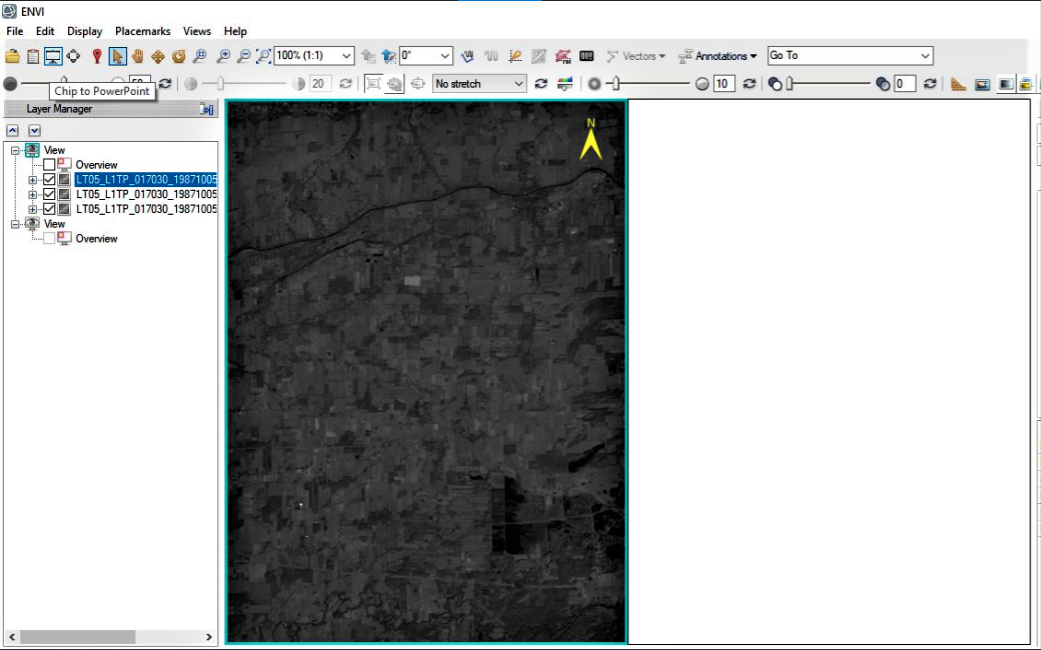 ENVI
File Edit Display Placemarks Views Help
100% (1:1) 0° Vectors Annotations Go To
20 No stretch 10 0
Chip to PowerPoint
Layer Manager
View
Overview
LT05_L1TP_017030_19871005
LT05_L1TP_017030_19871005
LT05_L1TP_017030_19871005
View
Overview
N